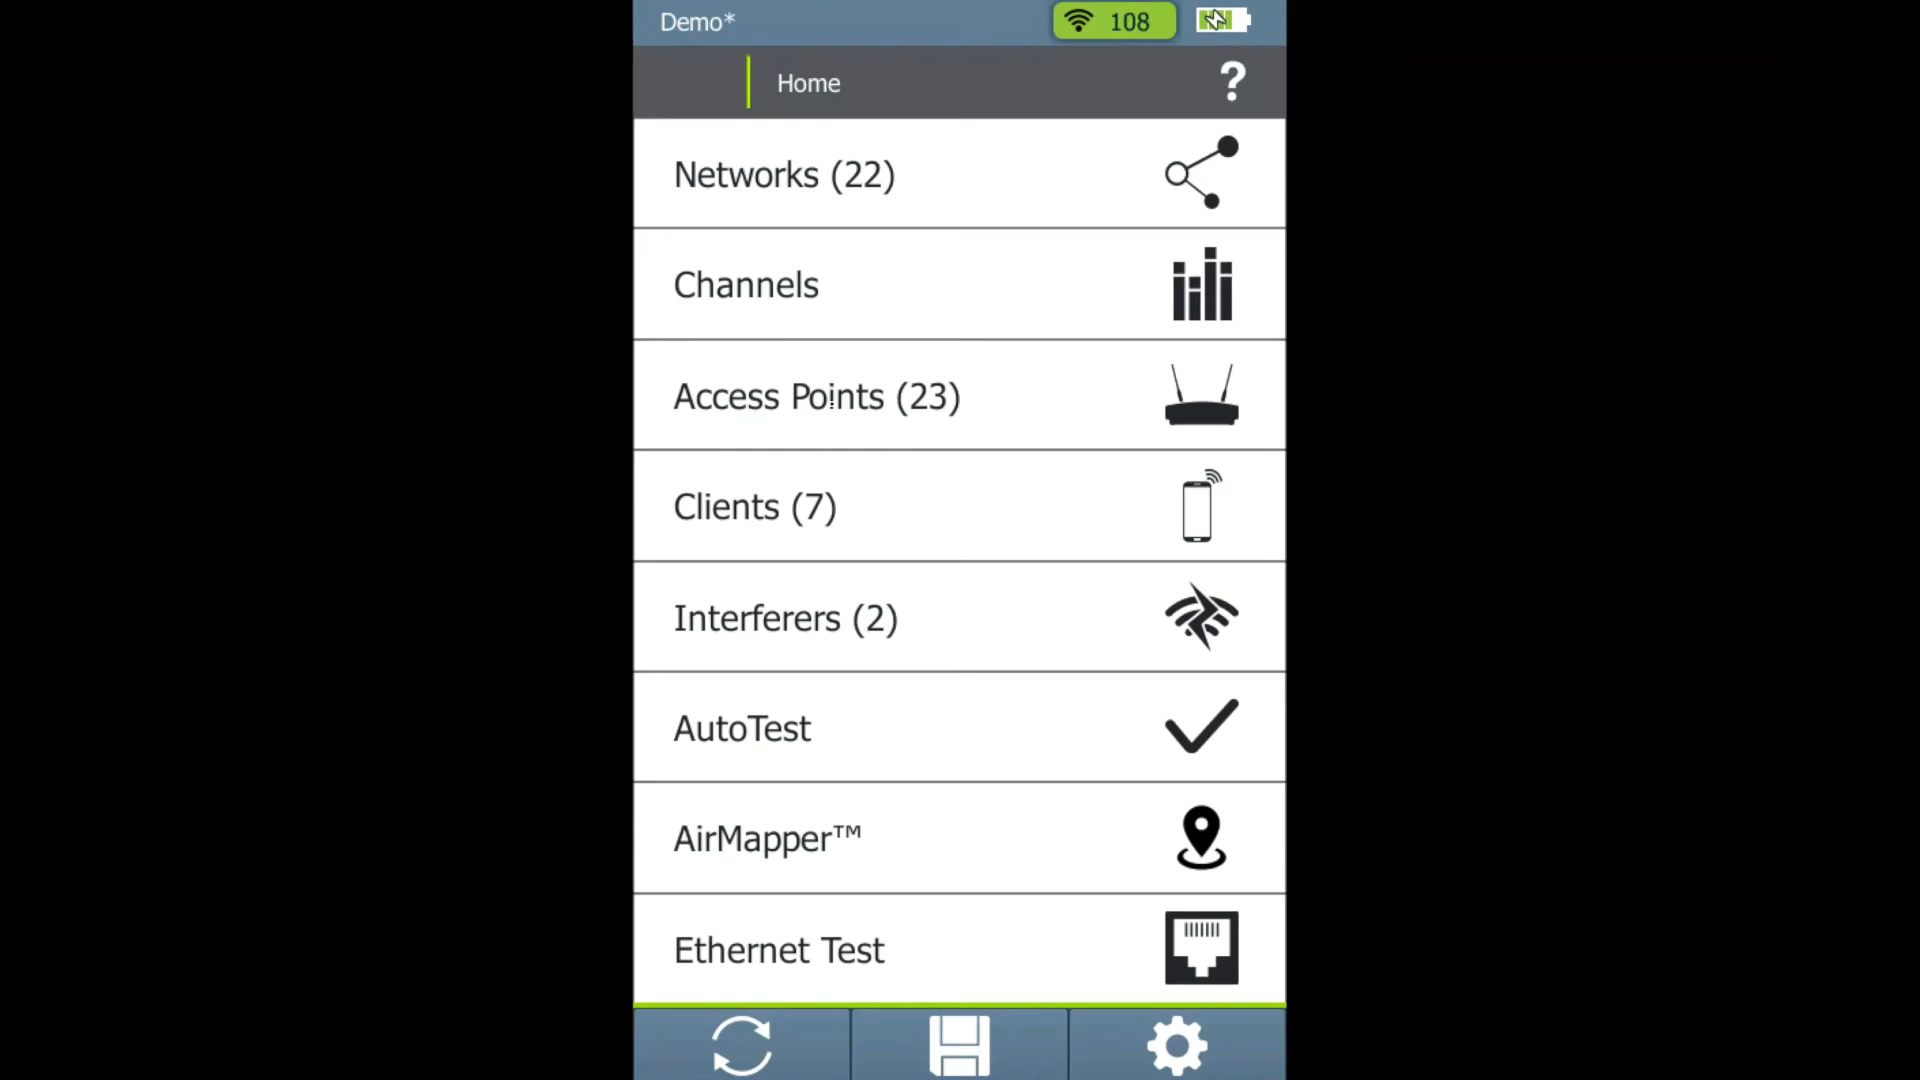 Demo*
108
Home
?
Networks (22)
Channels
Access Points (23)
Clients (7)
Interferers (2)
AutoTest
AirMapper™
Ethernet Test